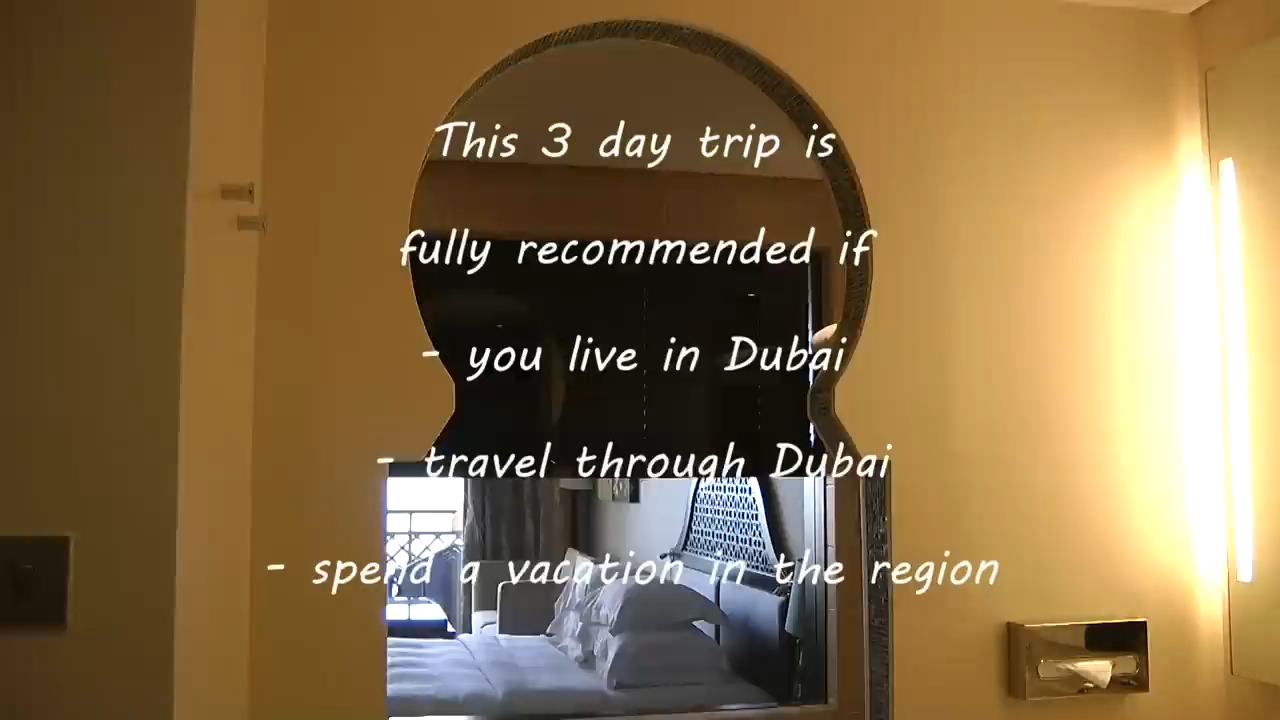 This 3 day trip is
fully recommended if
- you live in Dubai
- travel through Dubai
- spend a vacation in the region